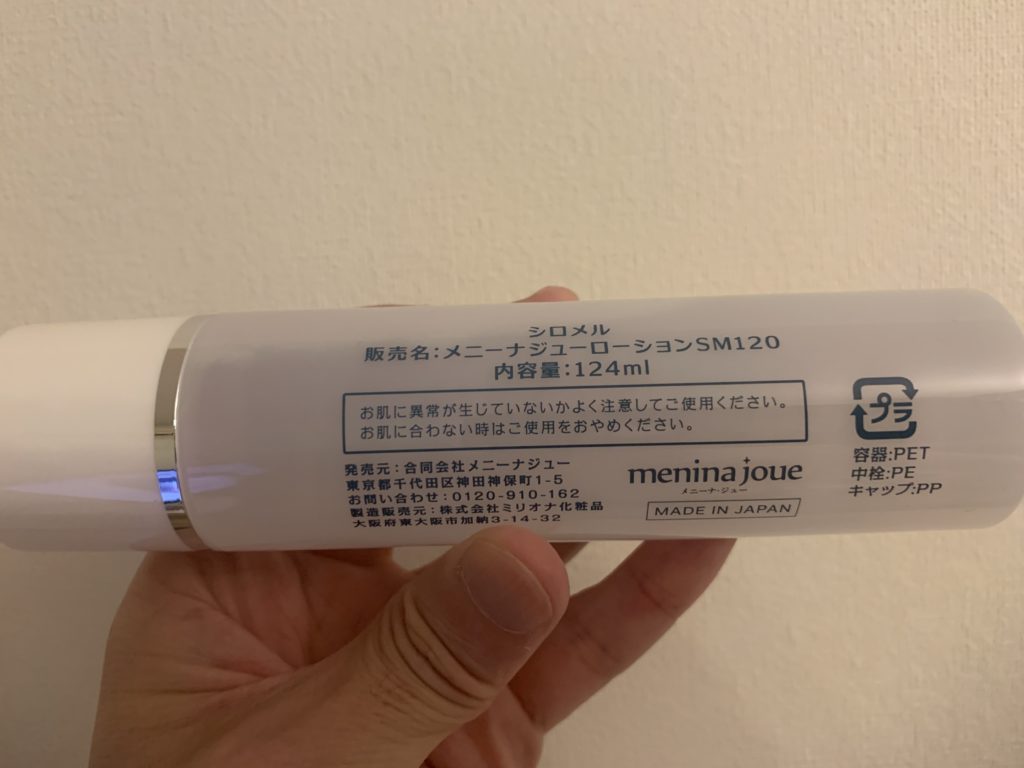 シロメル
販売名:メニーナジューローションSM120
内容量:124ml
お肌に異常が生じていないかよく注意してご使用ください。
お肌に合わない時はご使用をおやめください。
発売元:合同会社メニーナジュー
東京都千代田区神田神保町1-5
お問い合わせ:0120-910-162
製造販売元:株式会社ミリオナ化粧品
大阪府東大阪市加納3-14-32
menina joue
メニーナ・ジュー
MADE IN JAPAN
プラ
容器:PET
中栓:PE
キャップ:PP